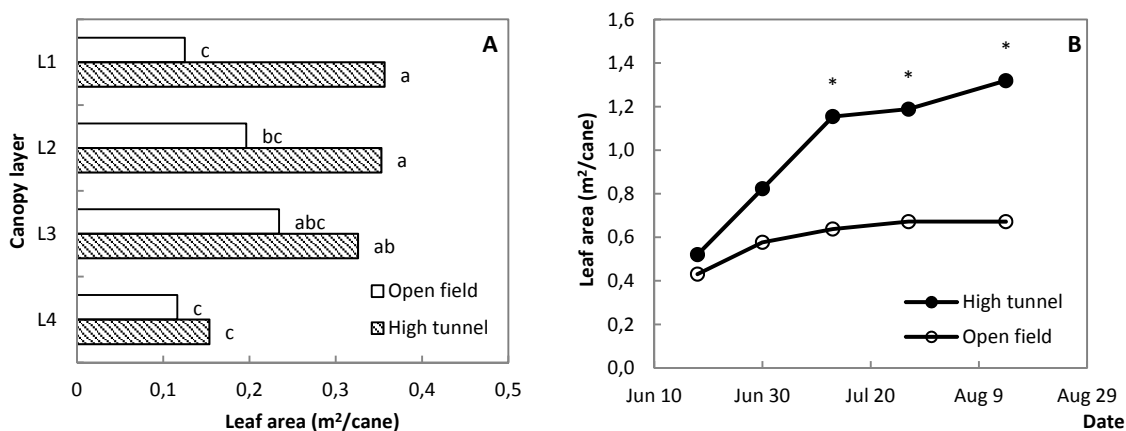 A
L1
c
a
L2
bc
a
L3
abc
ab
L4
c
c
Open field
High tunnel
Canopy layer
0
0,1
0,2
0,3
0,4
0,5
Leaf area (m²/cane)
B
1,6
1,4
1,2
1,0
0,8
0,6
0,4
0,2
0,0
*
*
*
Leaf area (m²/cane)
High tunnel
Open field
Jun 10
Jun 30
Jul 20
Aug 9
Aug 29
Date